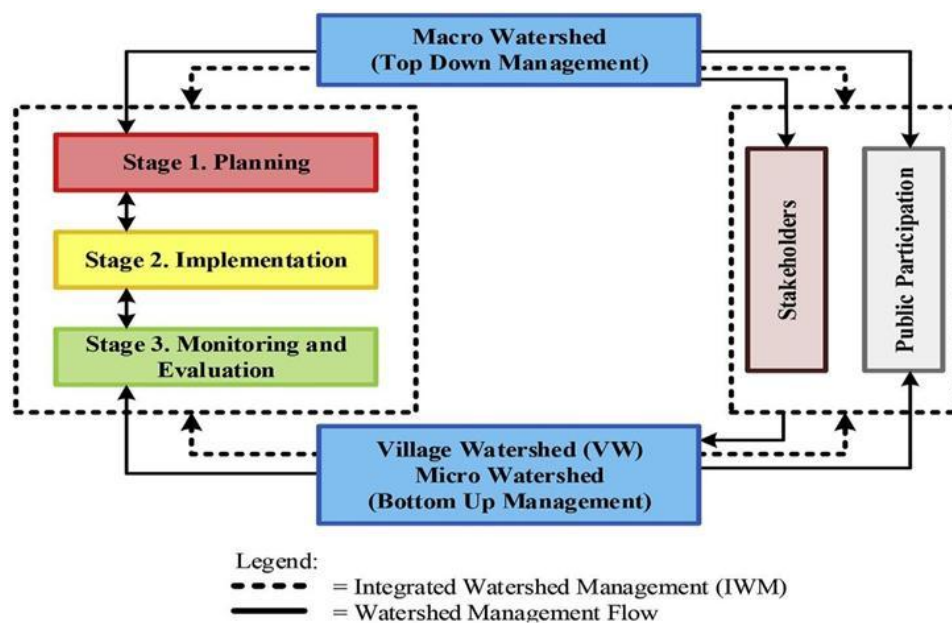 Macro Watershed
(Top Down Management)
Stage 1. Planning
Stage 2. Implementation
Stage 3. Monitoring and
Evaluation
Stakeholders
Public Participation
Village Watershed (VW)
Micro Watershed
(Bottom Up Management)
Legend:
= Integrated Watershed Management (IWM)
= Watershed Management Flow